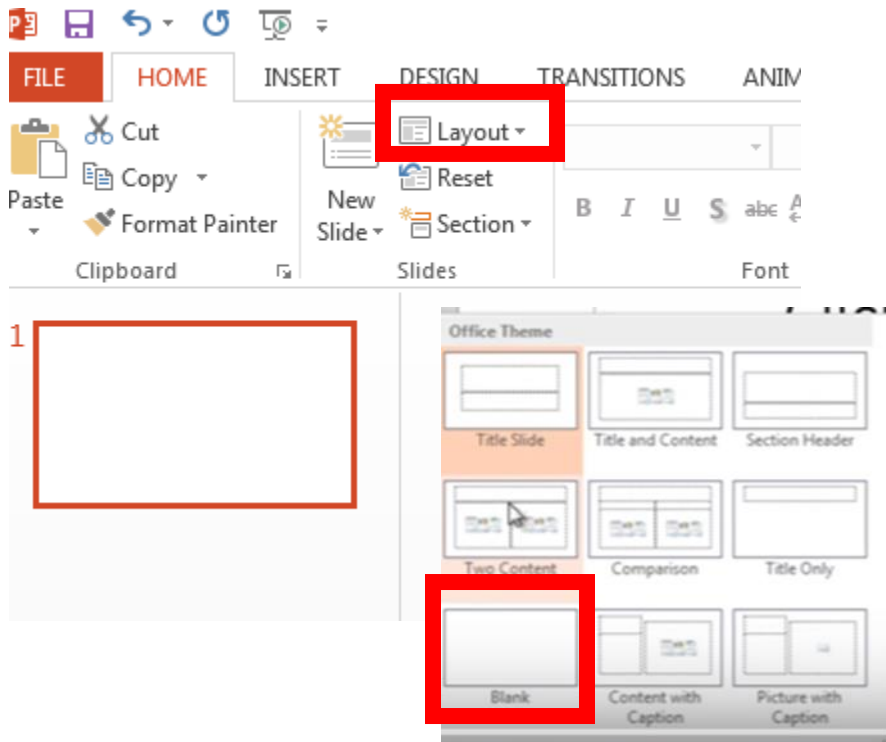 FILE HOME INSERT DESIGN TRANSITIONS ANIM
Cut
Copy
Format Painter
Paste
Clipboard
New
Slide
Layout
Reset
Section
Slides
B I U S abc
Font
1
Office Theme
Title Slide Title and Content Section Header
Two Content Comparison Title Only
Blank Content with Caption Picture with Caption